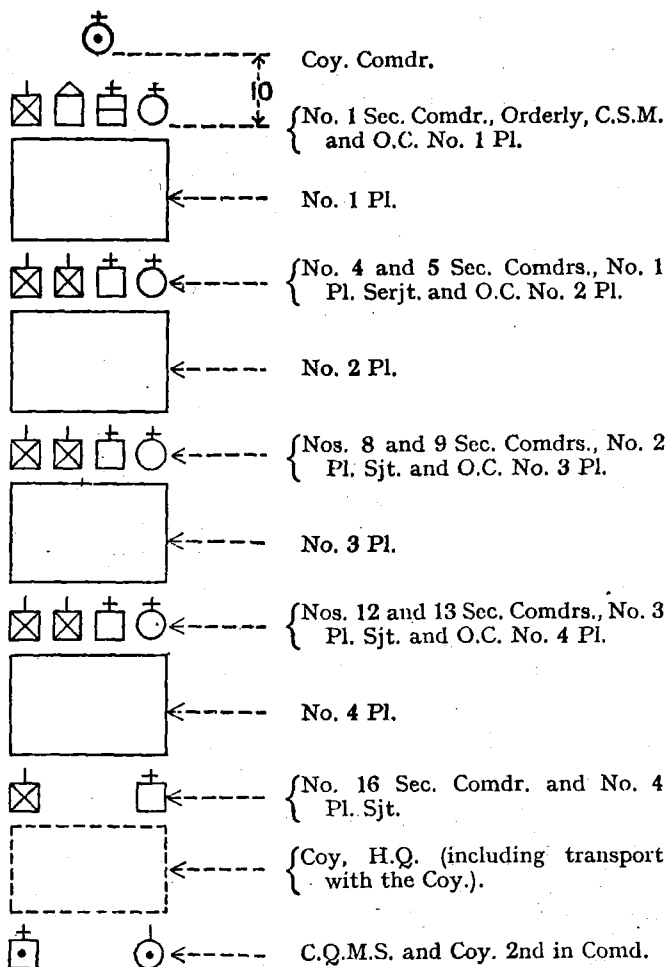 Coy. Comdr.
10
No. 1 Sec. Comdr., Orderly, C.S.M.
and O.C. No. 1 Pl.
No. 1 Pl.
No. 4 and 5 Sec. Comdrs., No. 1
Pl. Serjt. and O.C. No. 2 Pl.
No. 2 Pl.
Nos. 8 and 9 Sec. Comdrs., No. 2
Pl. Sjt. and O.C. No. 3 Pl.
No. 3 Pl.
Nos. 12 and 13 Sec. Comdrs., No. 3
Pl. Sjt. and O.C. No. 4 Pl.
No. 4 Pl.
No. 16 Sec. Comdr. and No. 4
Pl. Sjt.
Coy, H.Q. (including transport
with the Coy.).
C.Q.M.S. and Coy. 2nd in Comd.